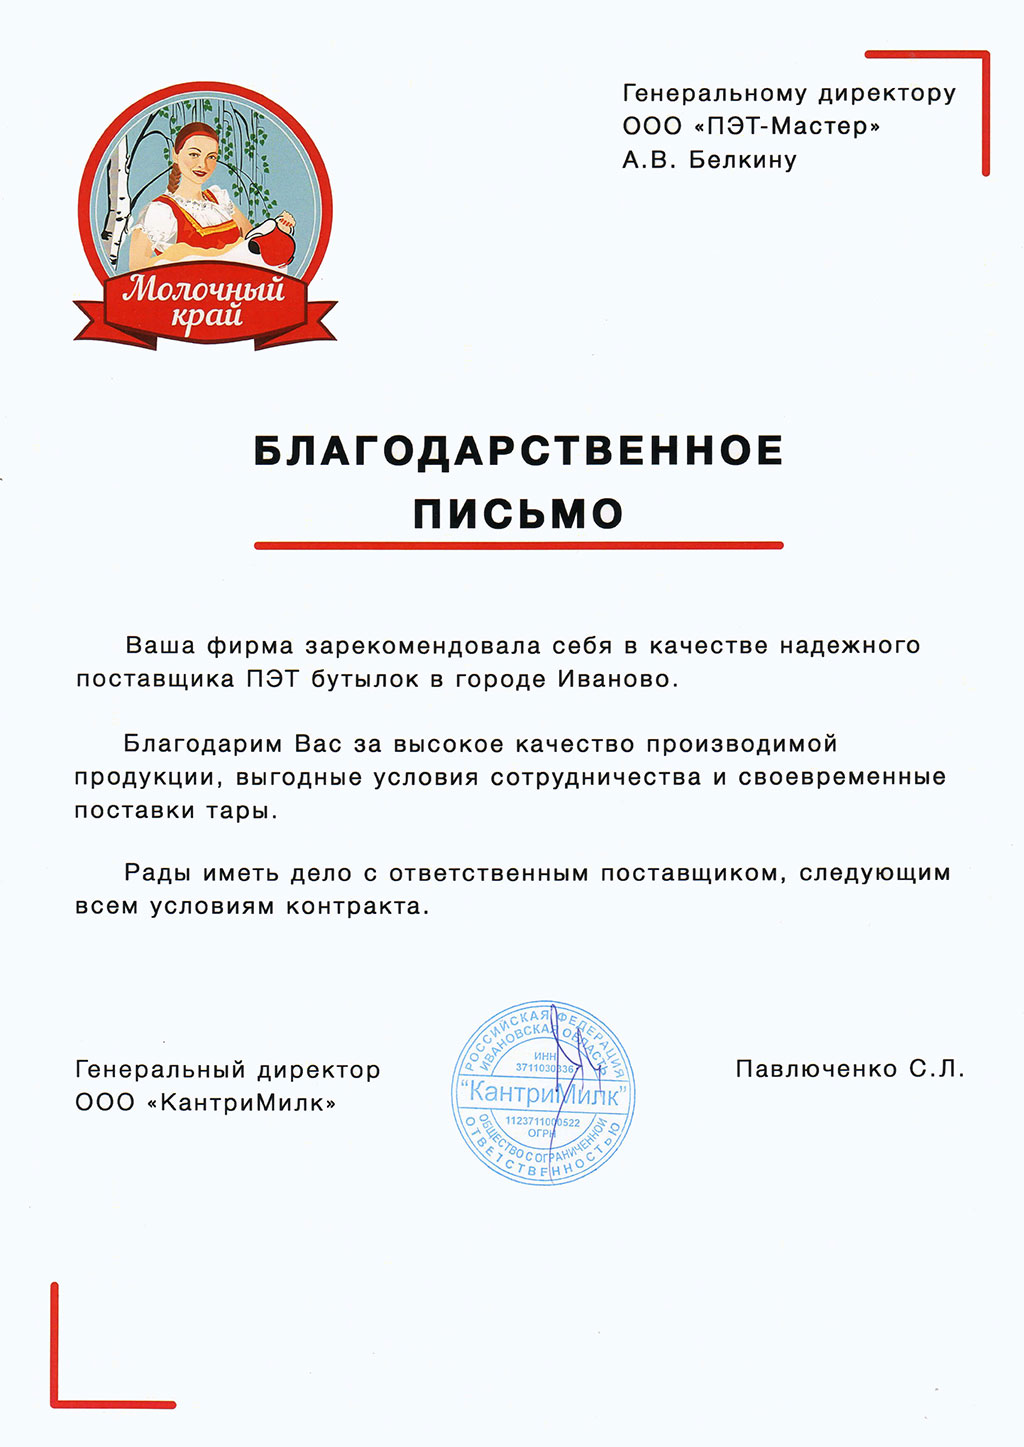 Генеральному директору
ООО «ПЭТ-Мастер»
А.В. Белкину
Молочный
край
БЛАГОДАРСТВЕННОЕ
ПИСЬМО
Ваша фирма зарекомендовала себя в качестве надежного
поставщика ПЭТ бутылок в городе Иваново.
Благодарим Вас за высокое качество производимой
продукции, выгодные условия сотрудничества и своевременные
поставки тары.
Рады иметь дело с ответственным поставщиком, следующим
всем условиям контракта.
Генеральный директор
ООО «КантриМилк»
РОССИЙСКАЯ ФЕДЕРАЦИЯ
ИВАНОВСКАЯ ОБЛАСТЬ
ИНН
"КантриМилк"
1123711000522
ОГРН
ОБЩЕСТВО С ОГРАНИЧЕННОЙ
ОТВЕТСТВЕННОСТЬЮ
Павлюченко С.Л.